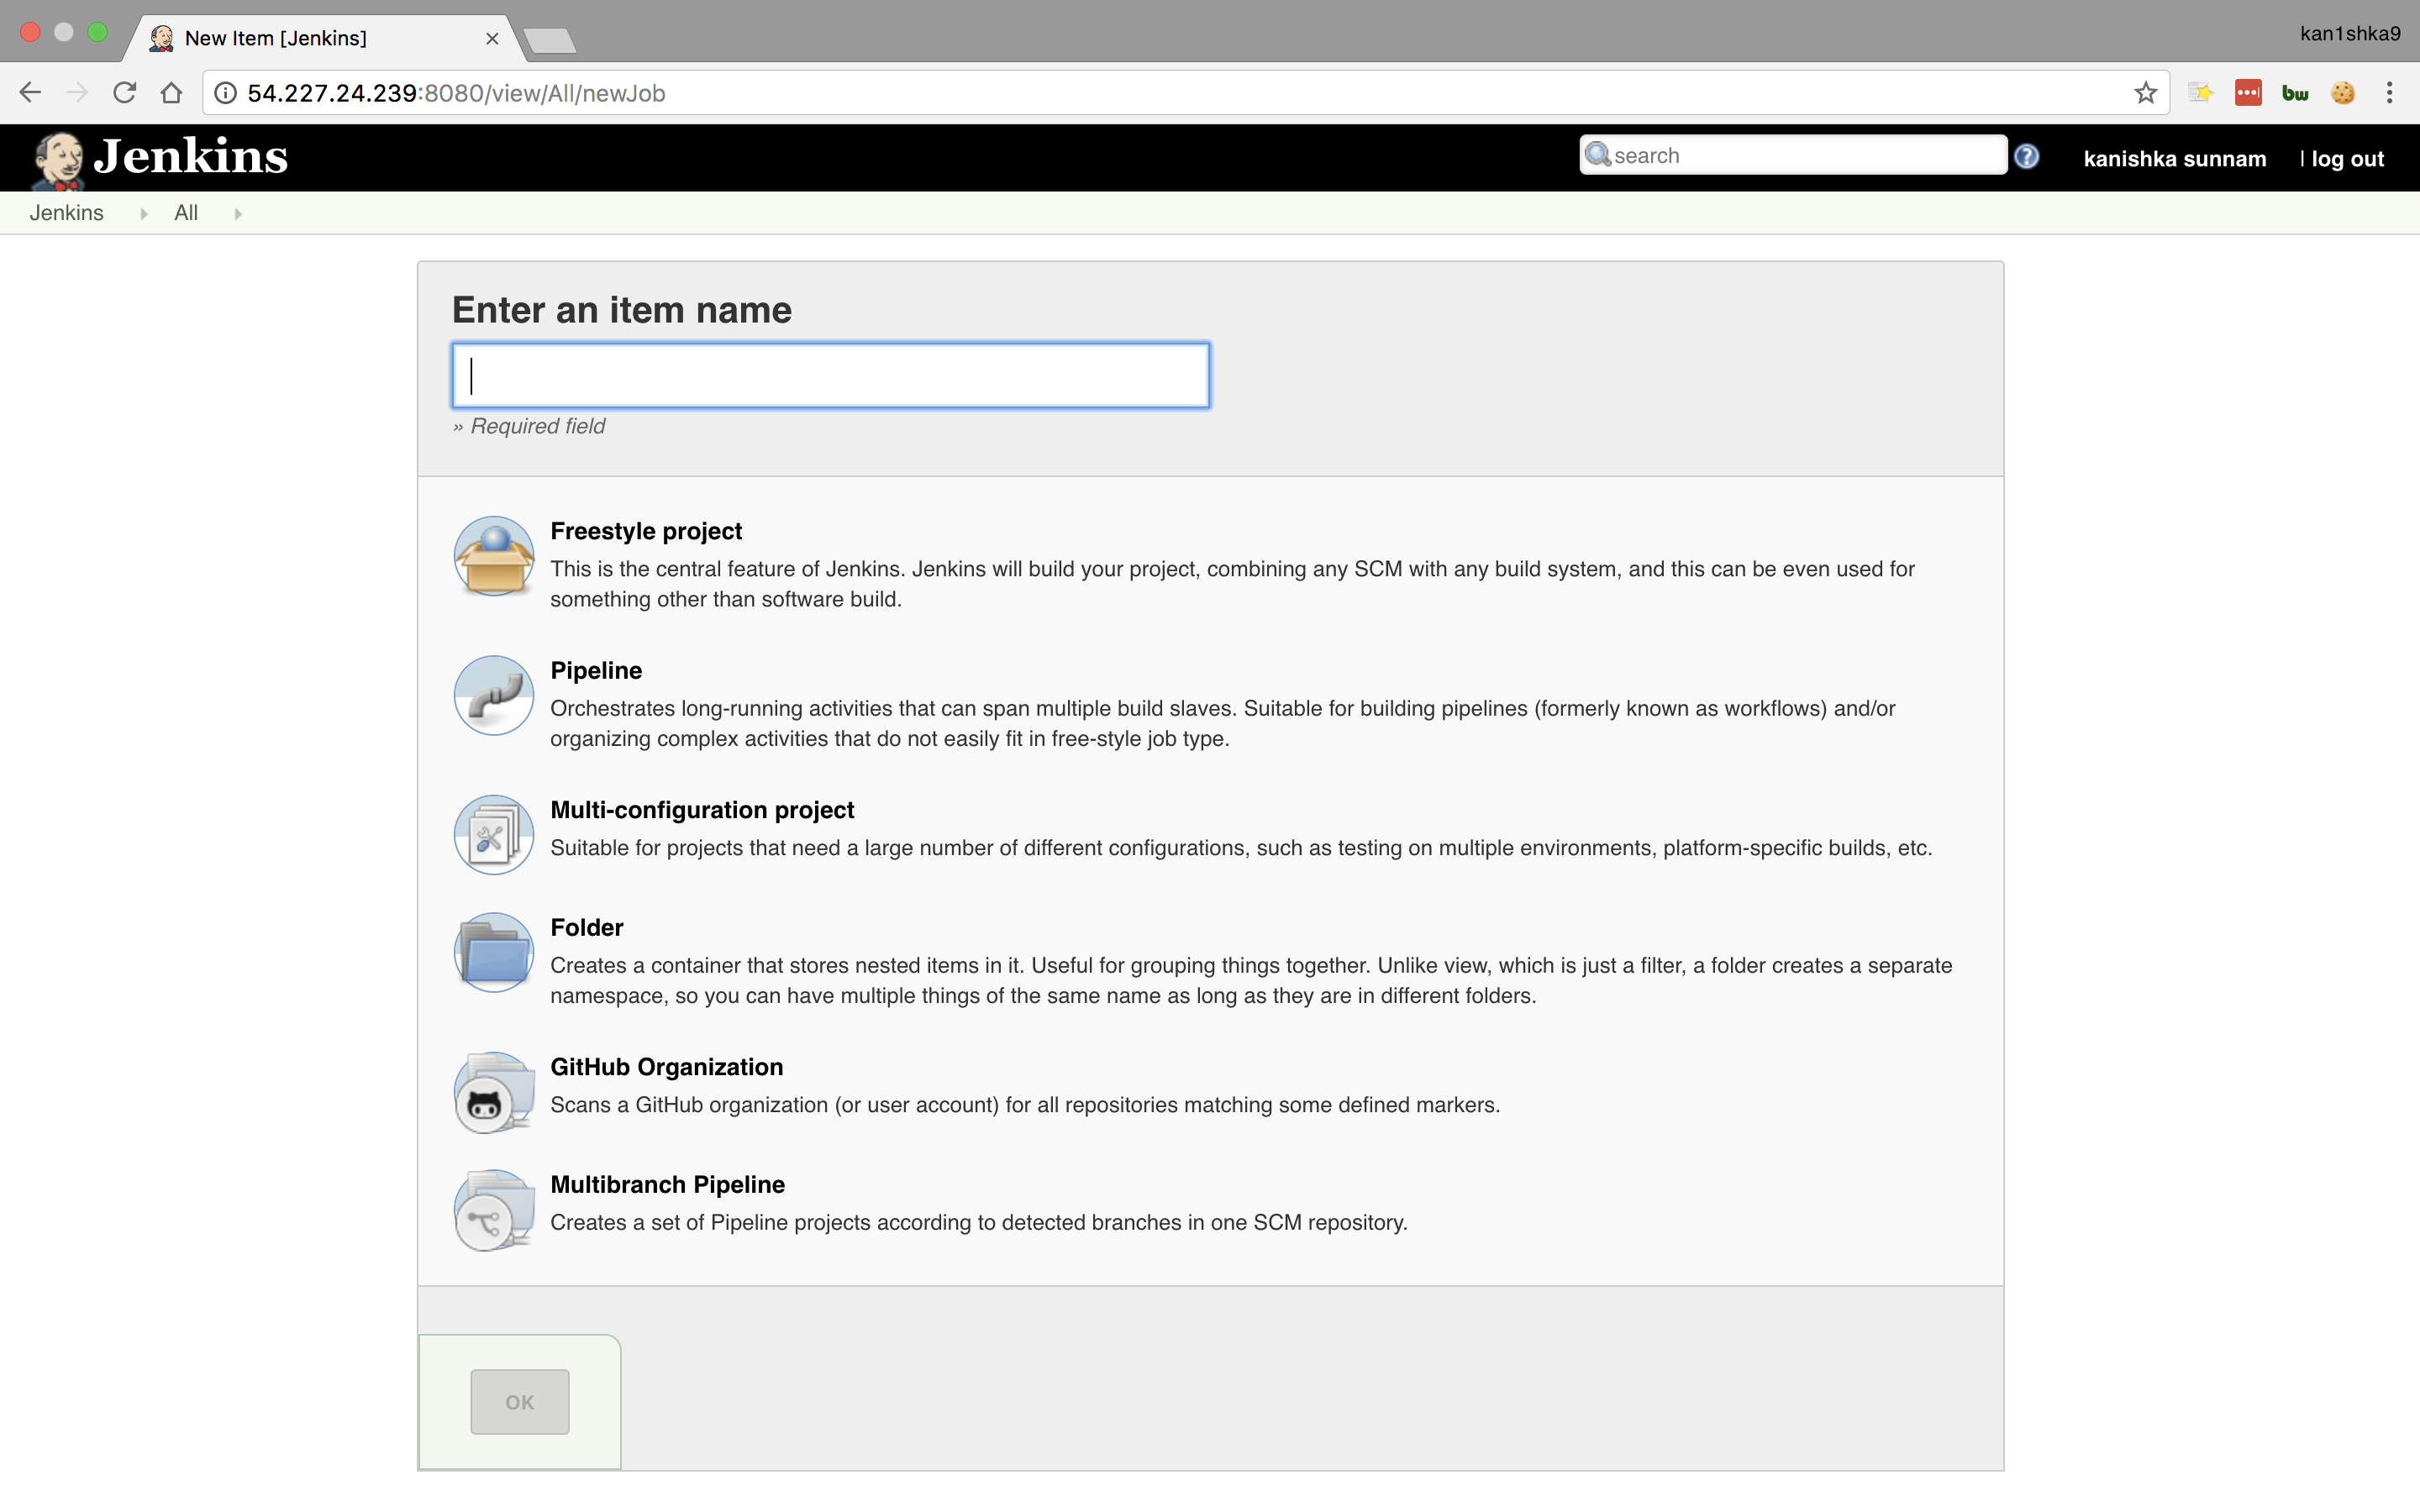 New Item [Jenkins]
kan1shka9
54.227.24.239:8080/view/All/newJob
bw
Jenkins
search
kanishka sunnam
| log out
Jenkins
All
Enter an item name
» Required field
Freestyle project
This is the central feature of Jenkins. Jenkins will build your project, combining any SCM with any build system, and this can be even used for
something other than software build.
Pipeline
Orchestrates long-running activities that can span multiple build slaves. Suitable for building pipelines (formerly known as workflows) and/or
organizing complex activities that do not easily fit in free-style job type.
Multi-configuration project
Suitable for projects that need a large number of different configurations, such as testing on multiple environments, platform-specific builds, etc.
Folder
Creates a container that stores nested items in it. Useful for grouping things together. Unlike view, which is just a filter, a folder creates a separate
namespace, so you can have multiple things of the same name as long as they are in different folders.
GitHub Organization
Scans a GitHub organization (or user account) for all repositories matching some defined markers.
Multibranch Pipeline
Creates a set of Pipeline projects according to detected branches in one SCM repository.
OK